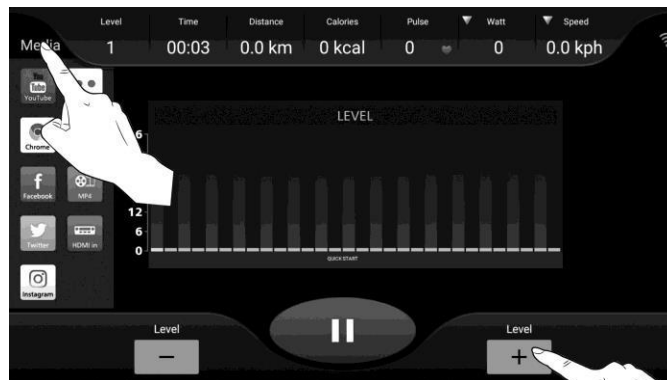 Level Time Distance Calories Pulse Watt Speed
Media 1 00:03 0.0 km 0 kcal 0 0 0.0 kph
You
Tube
YouTube
LEVEL
Chrome
6
f
Facebook MP4
12
Twitter HDMI in
6
0
QUICK START
Instagram
Level Level
− +